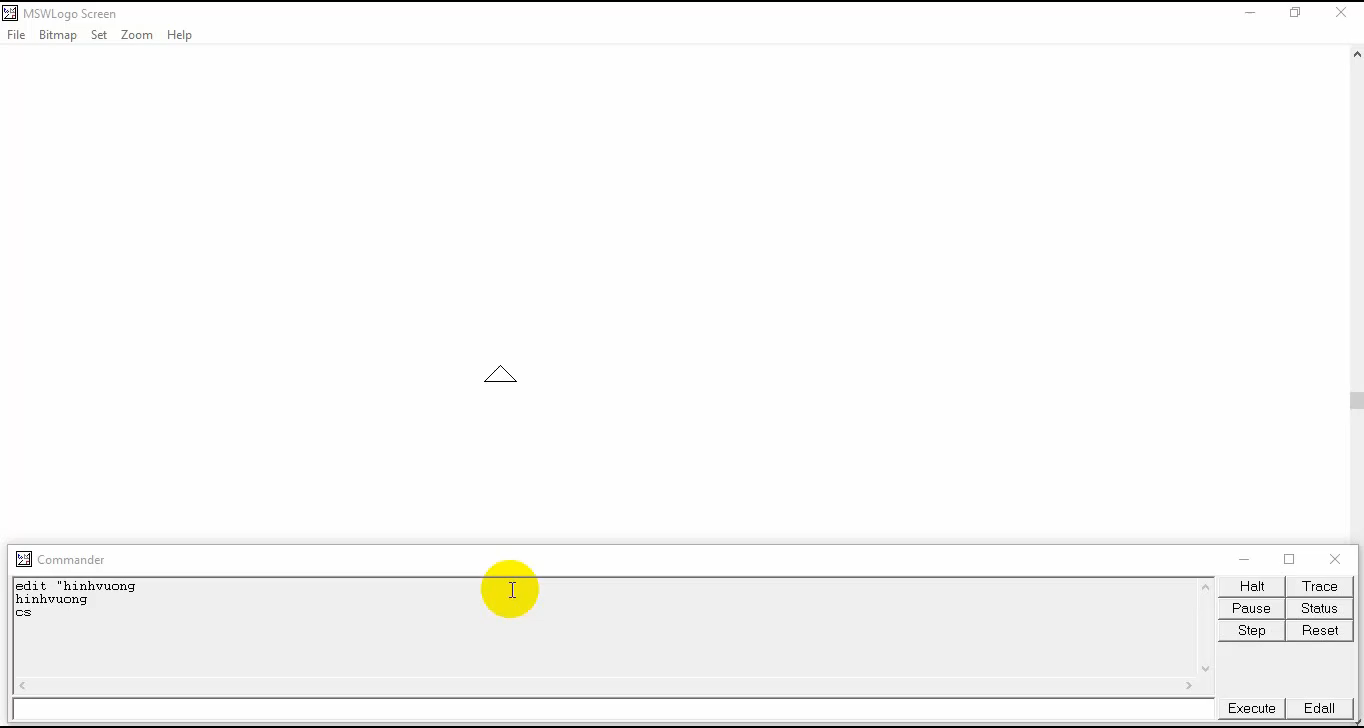 MSWLogo Screen
File Bitmap Set Zoom Help
Commander
edit "hinhvuong
hinhvuong
cs
Halt Trace
Pause Status
Step Reset
Execute Edall